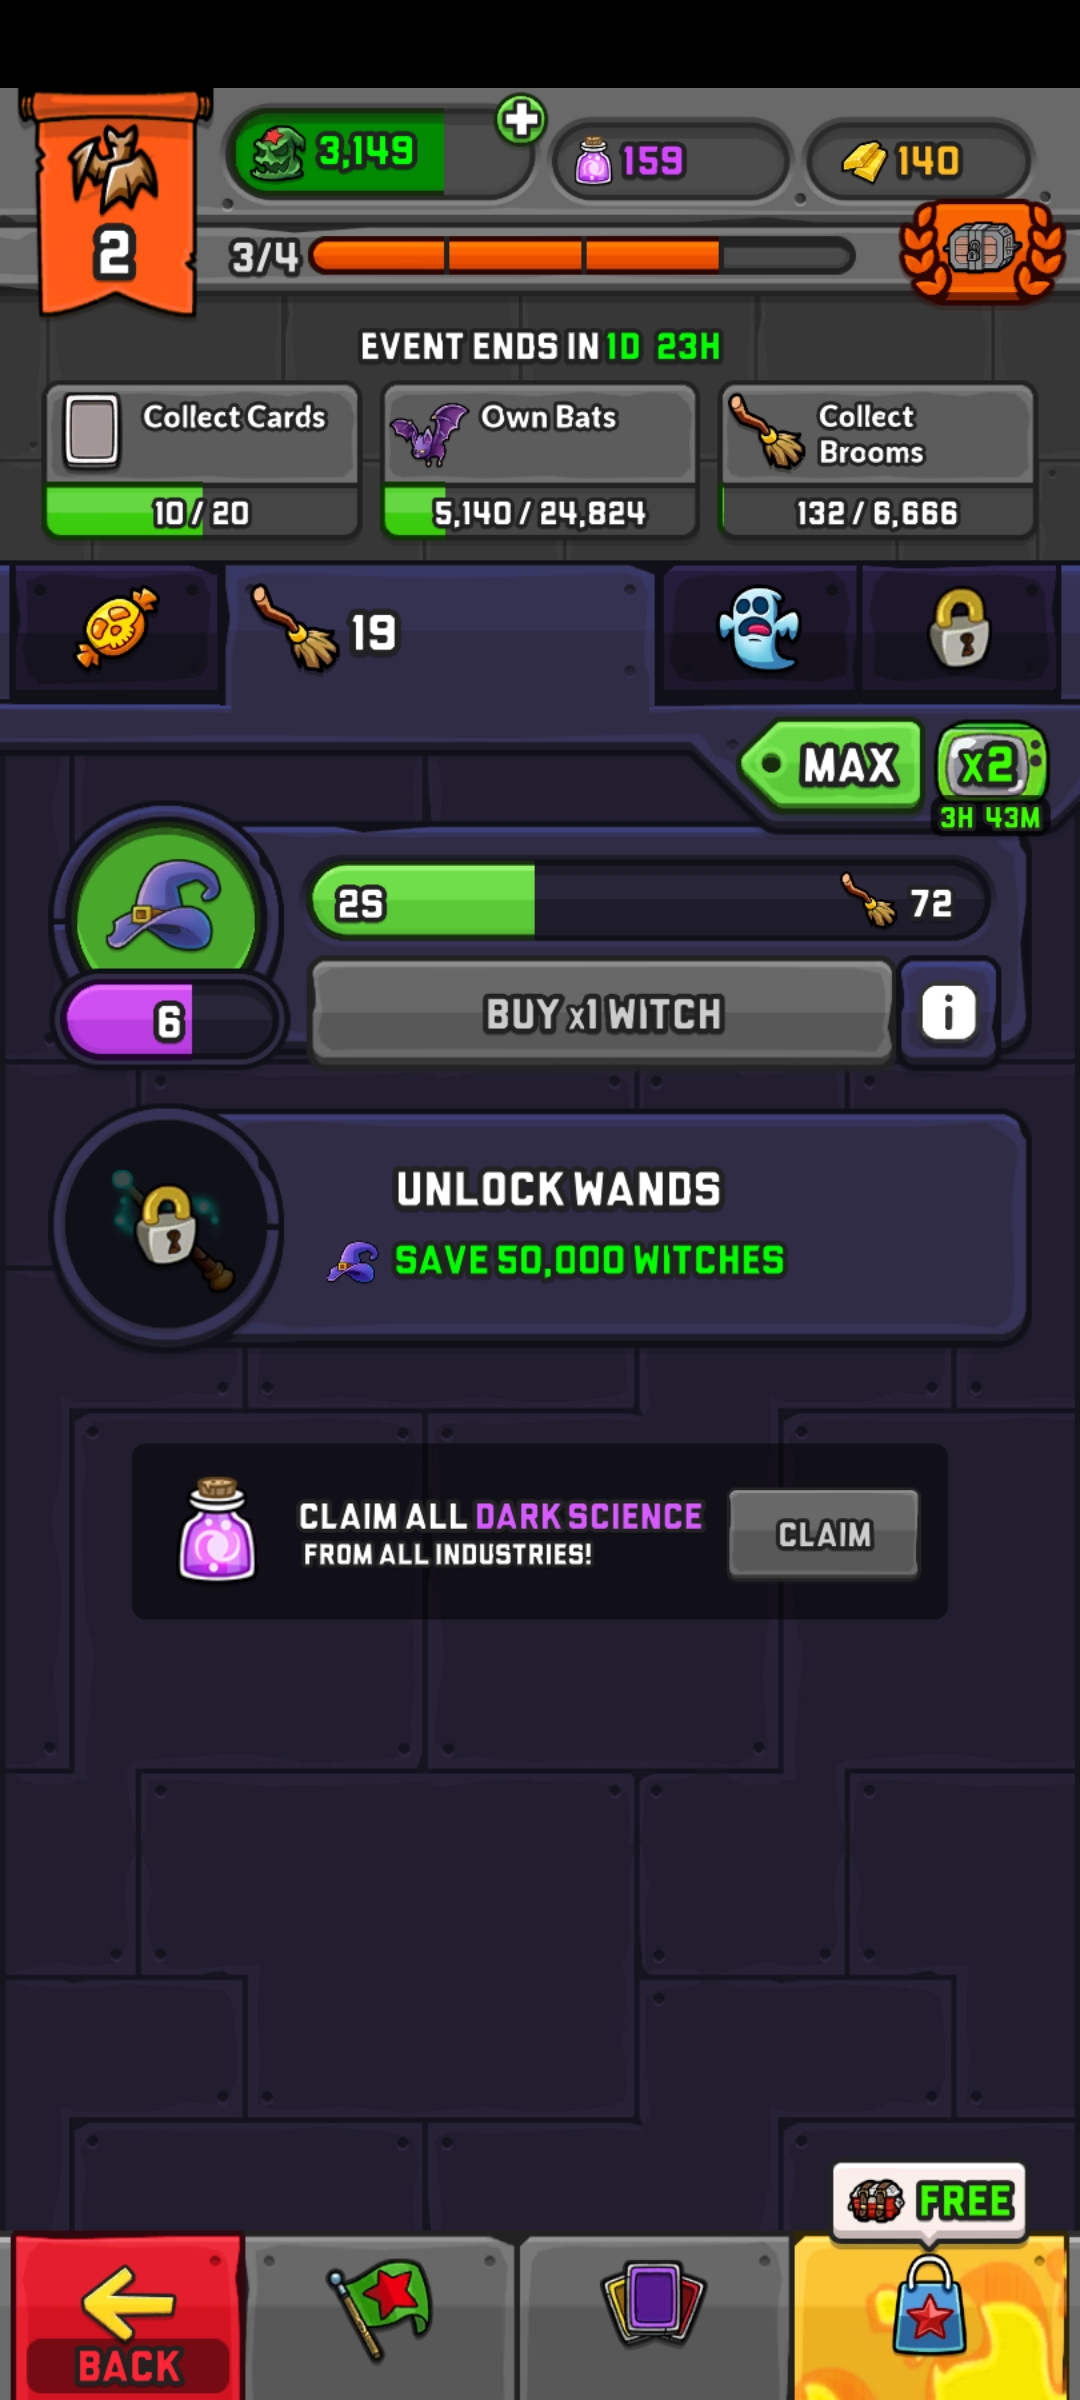 3,149
159
140
2
3/4
EVENT ENDS IN 1D 23H
Collect Cards
10 / 20
Own Bats
5,140 / 24,824
Collect
Brooms
132 / 6,666
19
MAX
x2
3H 43M
2S
72
6
BUY x1 WITCH
i
UNLOCK WANDS
SAVE 50,000 WITCHES
CLAIM ALL DARK SCIENCE
FROM ALL INDUSTRIES!
CLAIM
FREE
BACK